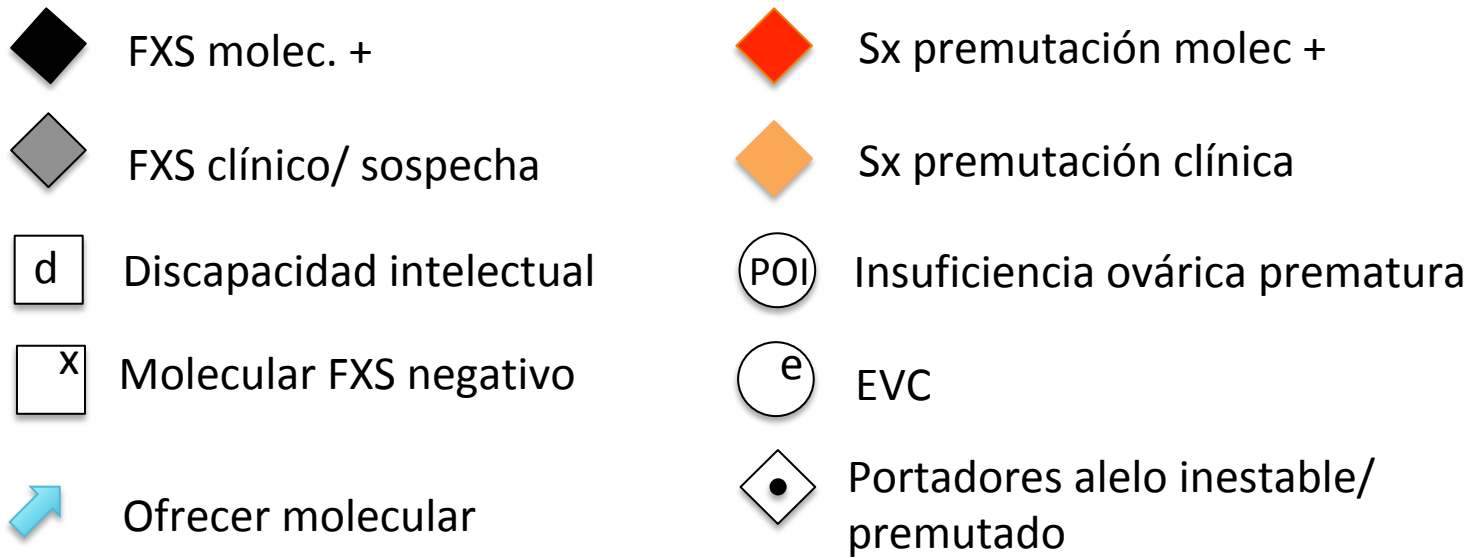 FXS molec. +
Sx premutación molec +
FXS clínico/ sospecha
Sx premutación clínica
d
Discapacidad intelectual
POI
Insuficiencia ovárica prematura
x
Molecular FXS negativo
e
EVC
Ofrecer molecular
Portadores alelo inestable/
premutado